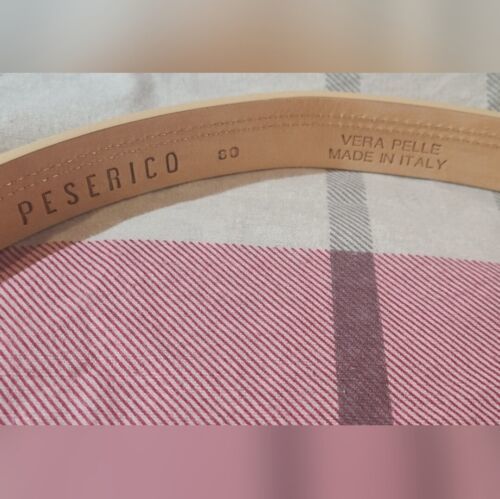 PESERICO 80
VERA PELLE
MADE IN ITALY